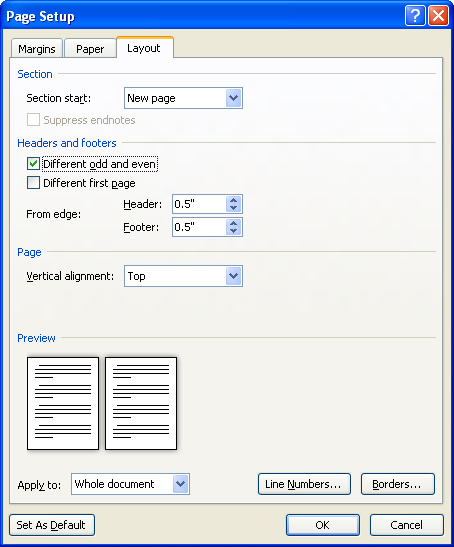 Page Setup
Margins Paper Layout
Section
Section start: New page
Suppress endnotes
Headers and footers
Different odd and even
Different first page
Header: 0.5"
From edge:
Footer: 0.5"
Page
Vertical alignment: Top
Preview
Apply to: Whole document Line Numbers... Borders...
Set As Default OK Cancel